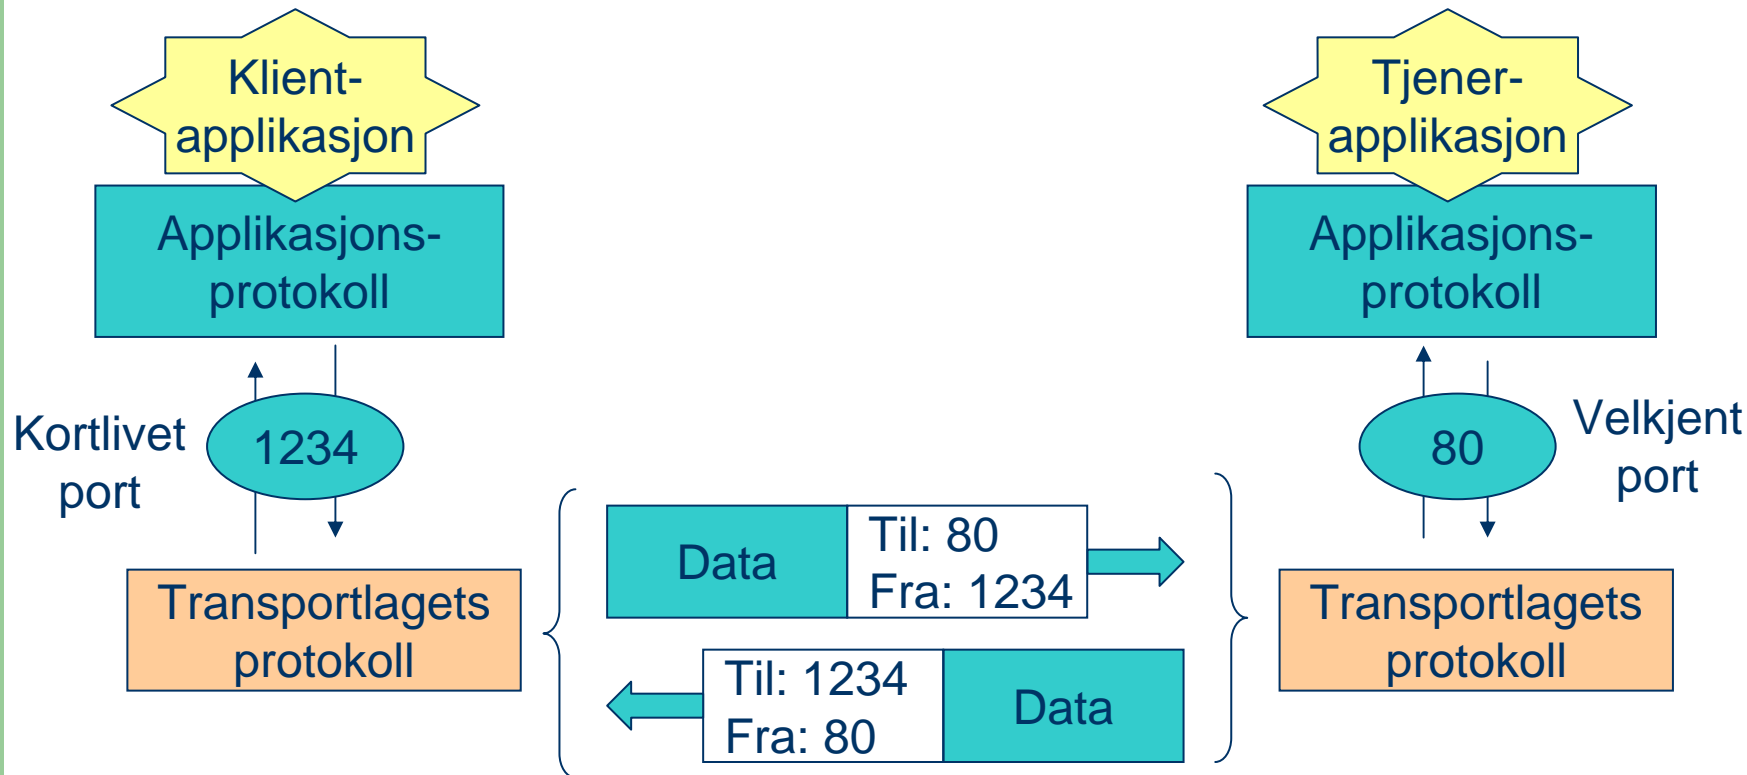 Klient-
applikasjon
Applikasjons-
protokoll
Kortlivet
port
1234
Transportlagets
protokoll
Data
Til: 80
Fra: 1234
Til: 1234
Fra: 80
Data
Tjener-
applikasjon
Applikasjons-
protokoll
80
Velkjent
port
Transportlagets
protokoll